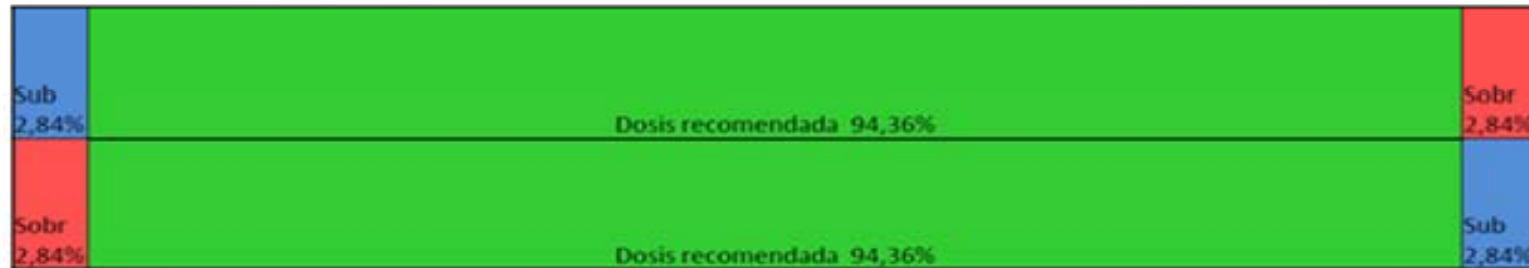 Sub
2,84%
Dosis recomendada 94,36%
Sobr
2,84%
Sobr
2,84%
Dosis recomendada 94,36%
Sub
2,84%